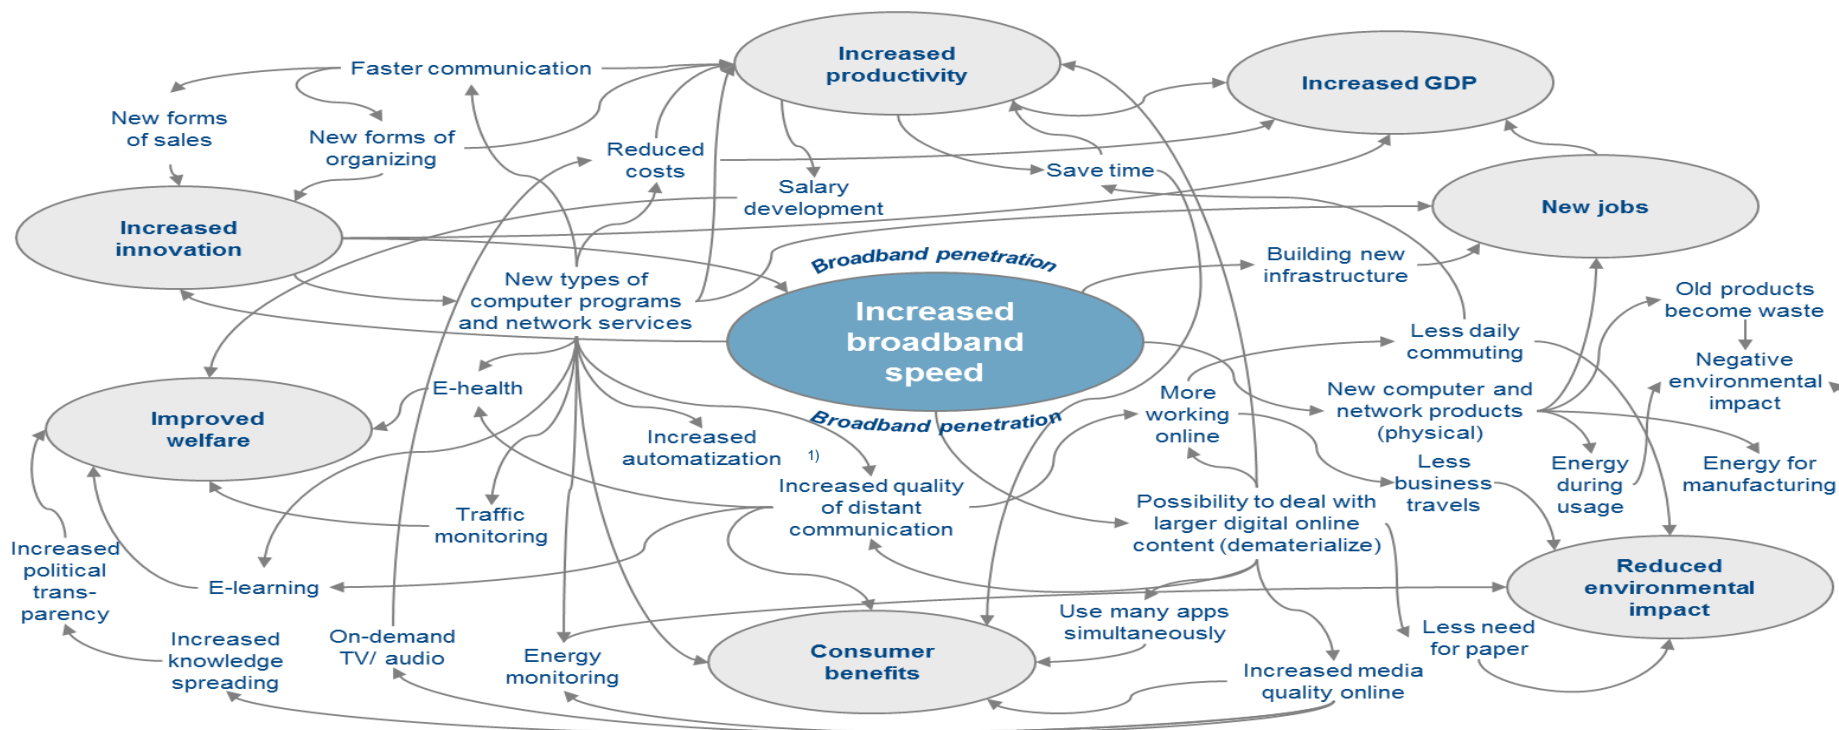 Increased
productivity
Faster communication
Increased GDP
New forms
of sales
New forms of
organizing
Reduced
costs
Save time
Salary
development
New jobs
Increased
innovation
Broadband penetration
Building new
infrastructure
New types of
computer programs
and network services
Increased
broadband
speed
Old products
become waste
Less daily
commuting
Negative
environmental
impact
E-health
More
working
online
New computer and
network products
(physical)
Improved
welfare
Broadband penetration
Increased
automatization 1)
Less
business
travels
Energy
during
usage
Energy for
manufacturing
Increased quality
of distant
communication
Possibility to deal with
larger digital online
content (dematerialize)
Traffic
monitoring
Increased
political
trans-
parency
E-learning
Reduced
environmental
impact
Use many apps
simultaneously
Less need
for paper
Increased
knowledge
spreading
On-demand
TV/ audio
Energy
monitoring
Consumer
benefits
Increased media
quality online